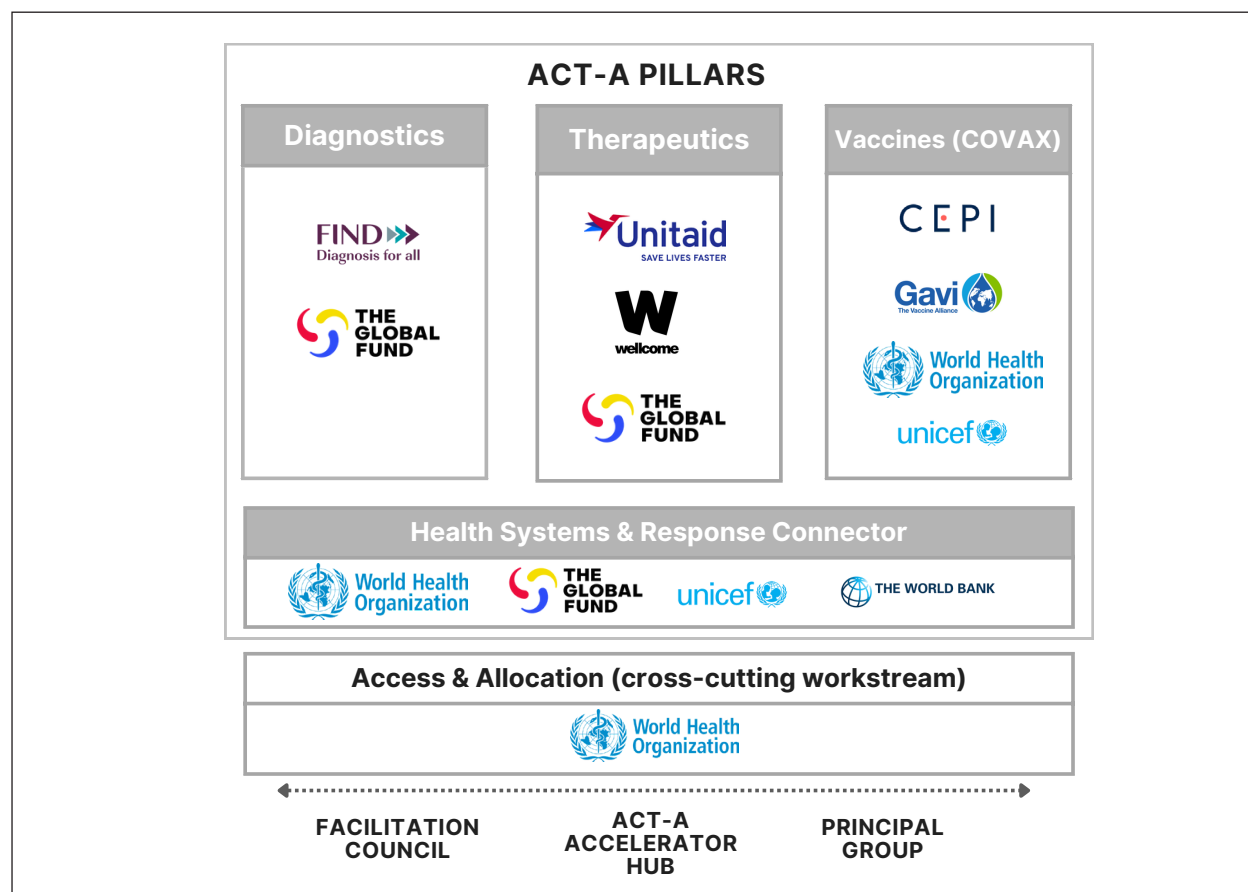 ACT-A PILLARS
Diagnostics
FIND
Diagnosis for all
THE
GLOBAL
FUND
Therapeutics
Unitaid
SAVE LIVES FASTER
W
wellcome
THE
GLOBAL
FUND
Vaccines (COVAX)
CEPI
Gavi
The Vaccine Alliance
World Health
Organization
unicef
Health Systems & Response Connector
World Health
Organization
THE
GLOBAL
FUND
unicef
THE WORLD BANK
Access & Allocation (cross-cutting workstream)
World Health
Organization
FACILITATION
COUNCIL
ACT-A
ACCELERATOR
HUB
PRINCIPAL
GROUP